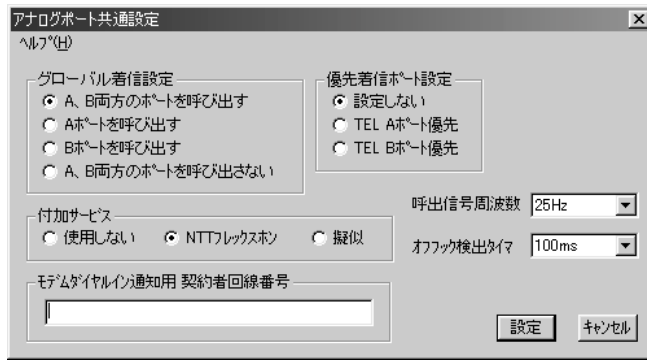 アナログポート共通設定
ﾍﾙﾌﾟ(H)
グローバル着信設定
A、B両方のﾎﾟｰﾄを呼び出す
Aﾎﾟｰﾄを呼び出す
Bﾎﾟｰﾄを呼び出す
A、B両方のﾎﾟｰﾄを呼び出さない
優先着信ﾎﾟｰﾄ設定
設定しない
TEL Aﾎﾟｰﾄ優先
TEL Bﾎﾟｰﾄ優先
付加サービス
使用しない
NTTﾌﾚｯｸｽﾎﾝ
擬似
呼出信号周波数
25Hz
ｵﾌﾌｯｸ検出ﾀｲﾏ
100ms
ﾓﾃﾞﾑﾀﾞｲﾔﾙｲﾝ通知用 契約者回線番号
設定
ｷｬﾝｾﾙ